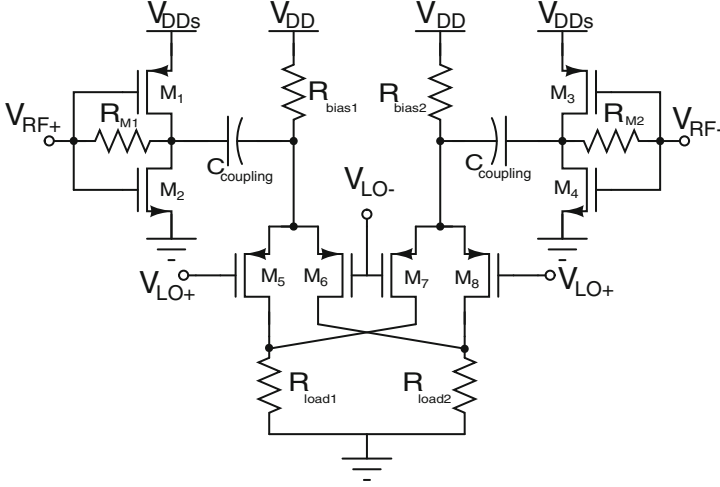 VDDs VDD VDD VDDs
M1 Rbias1 Rbias2 M3
VRF+ RM1 RM2 VRF-
Ccoupling Ccoupling
M2 VLO- M4
VLO+ M5 M6 M7 M8 VLO+
Rload1 Rload2